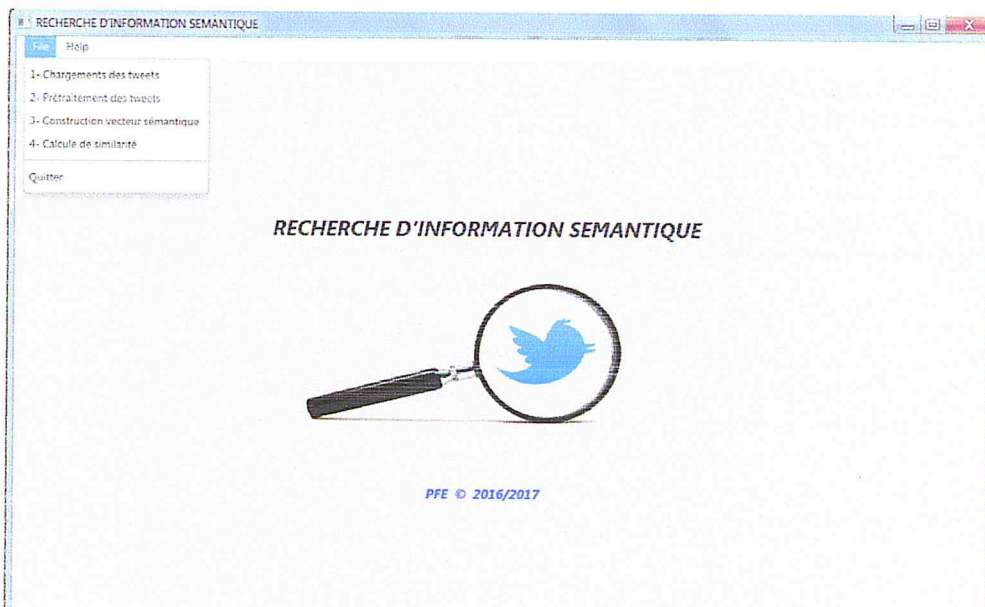 RECHERCHE D'INFORMATION SEMANTIQUE
File Help
1- Chargements des tweets
2- Prétraitement des tweets
3- Construction vecteur sémantique
4- Calcule de similarité
Quitter
RECHERCHE D'INFORMATION SEMANTIQUE
PFE © 2016/2017